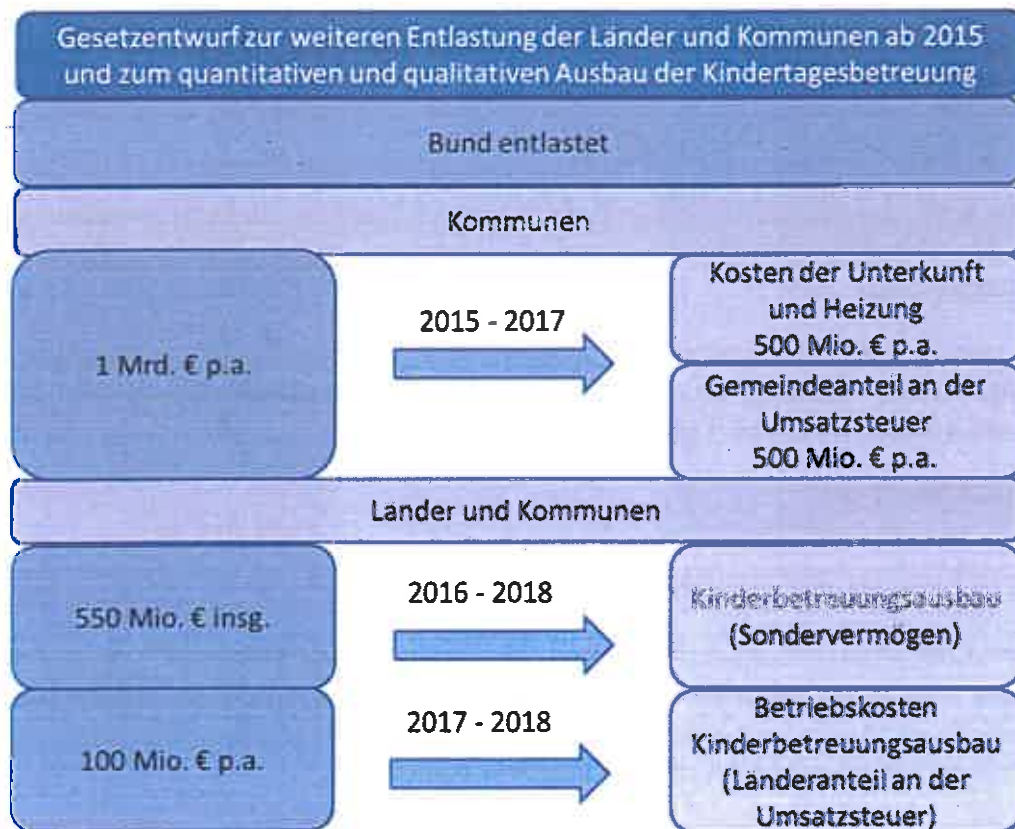 Gesetzentwurf zur weiteren Entlastung der Länder und Kommunen ab 2015
und zum quantitativen und qualitativen Ausbau der Kindertagesbetreuung
Bund entlastet
Kommunen
1 Mrd. € p.a.
2015 - 2017
Kosten der Unterkunft
und Heizung
500 Mio. € p.a.
Gemeindeanteil an der
Umsatzsteuer
500 Mio. € p.a.
Länder und Kommunen
550 Mio. € insg.
2016 - 2018
Kinderbetreuungsausbau
(Sondervermögen)
100 Mio. € p.a.
2017 - 2018
Betriebskosten
Kinderbetreuungsausbau
(Länderanteil an der
Umsatzsteuer)